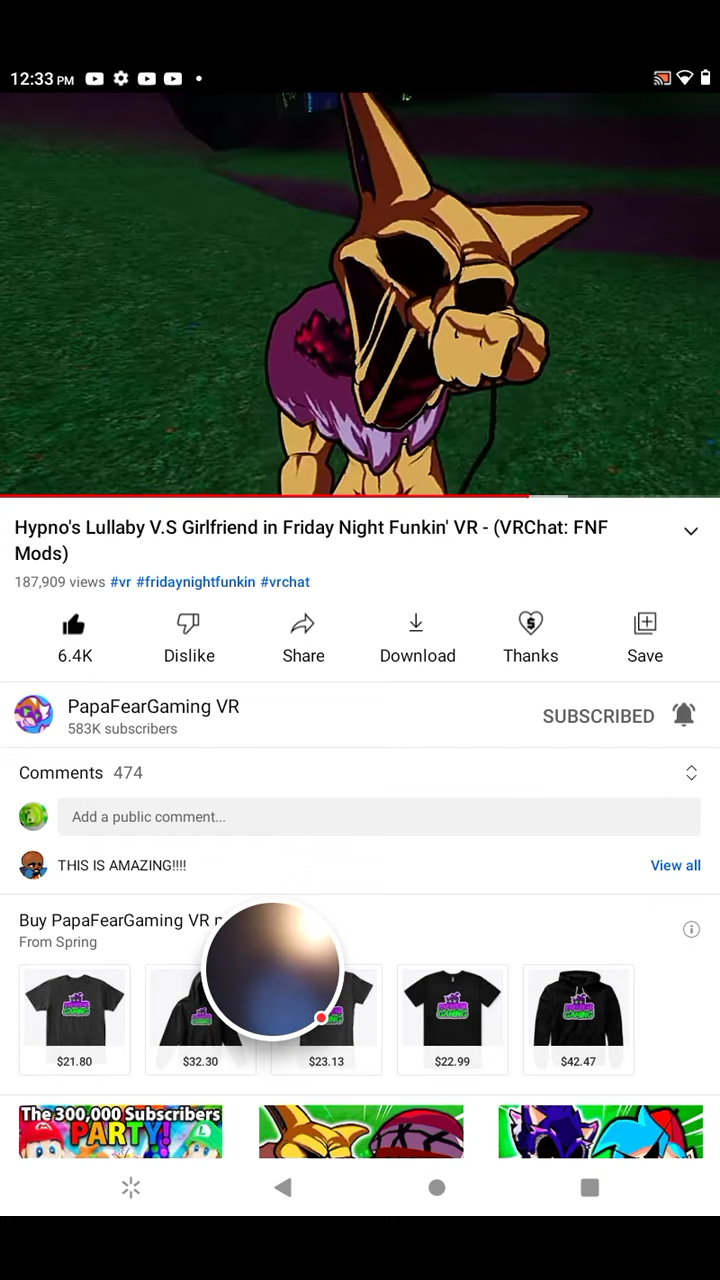 12:33 PM
Hypno's Lullaby V.S Girlfriend in Friday Night Funkin' VR - (VRChat: FNF
Mods)
187,909 views #vr #fridaynightfunkin #vrchat
6.4K Dislike Share Download Thanks Save
PapaFearGaming VR
583K subscribers
SUBSCRIBED
Comments 474
Add a public comment...
THIS IS AMAZING!!!!
View all
Buy PapaFearGaming VR
From Spring
$21.80 $32.30 $23.13 $22.99 $42.47
The 300,000 Subscribers
PARTY!